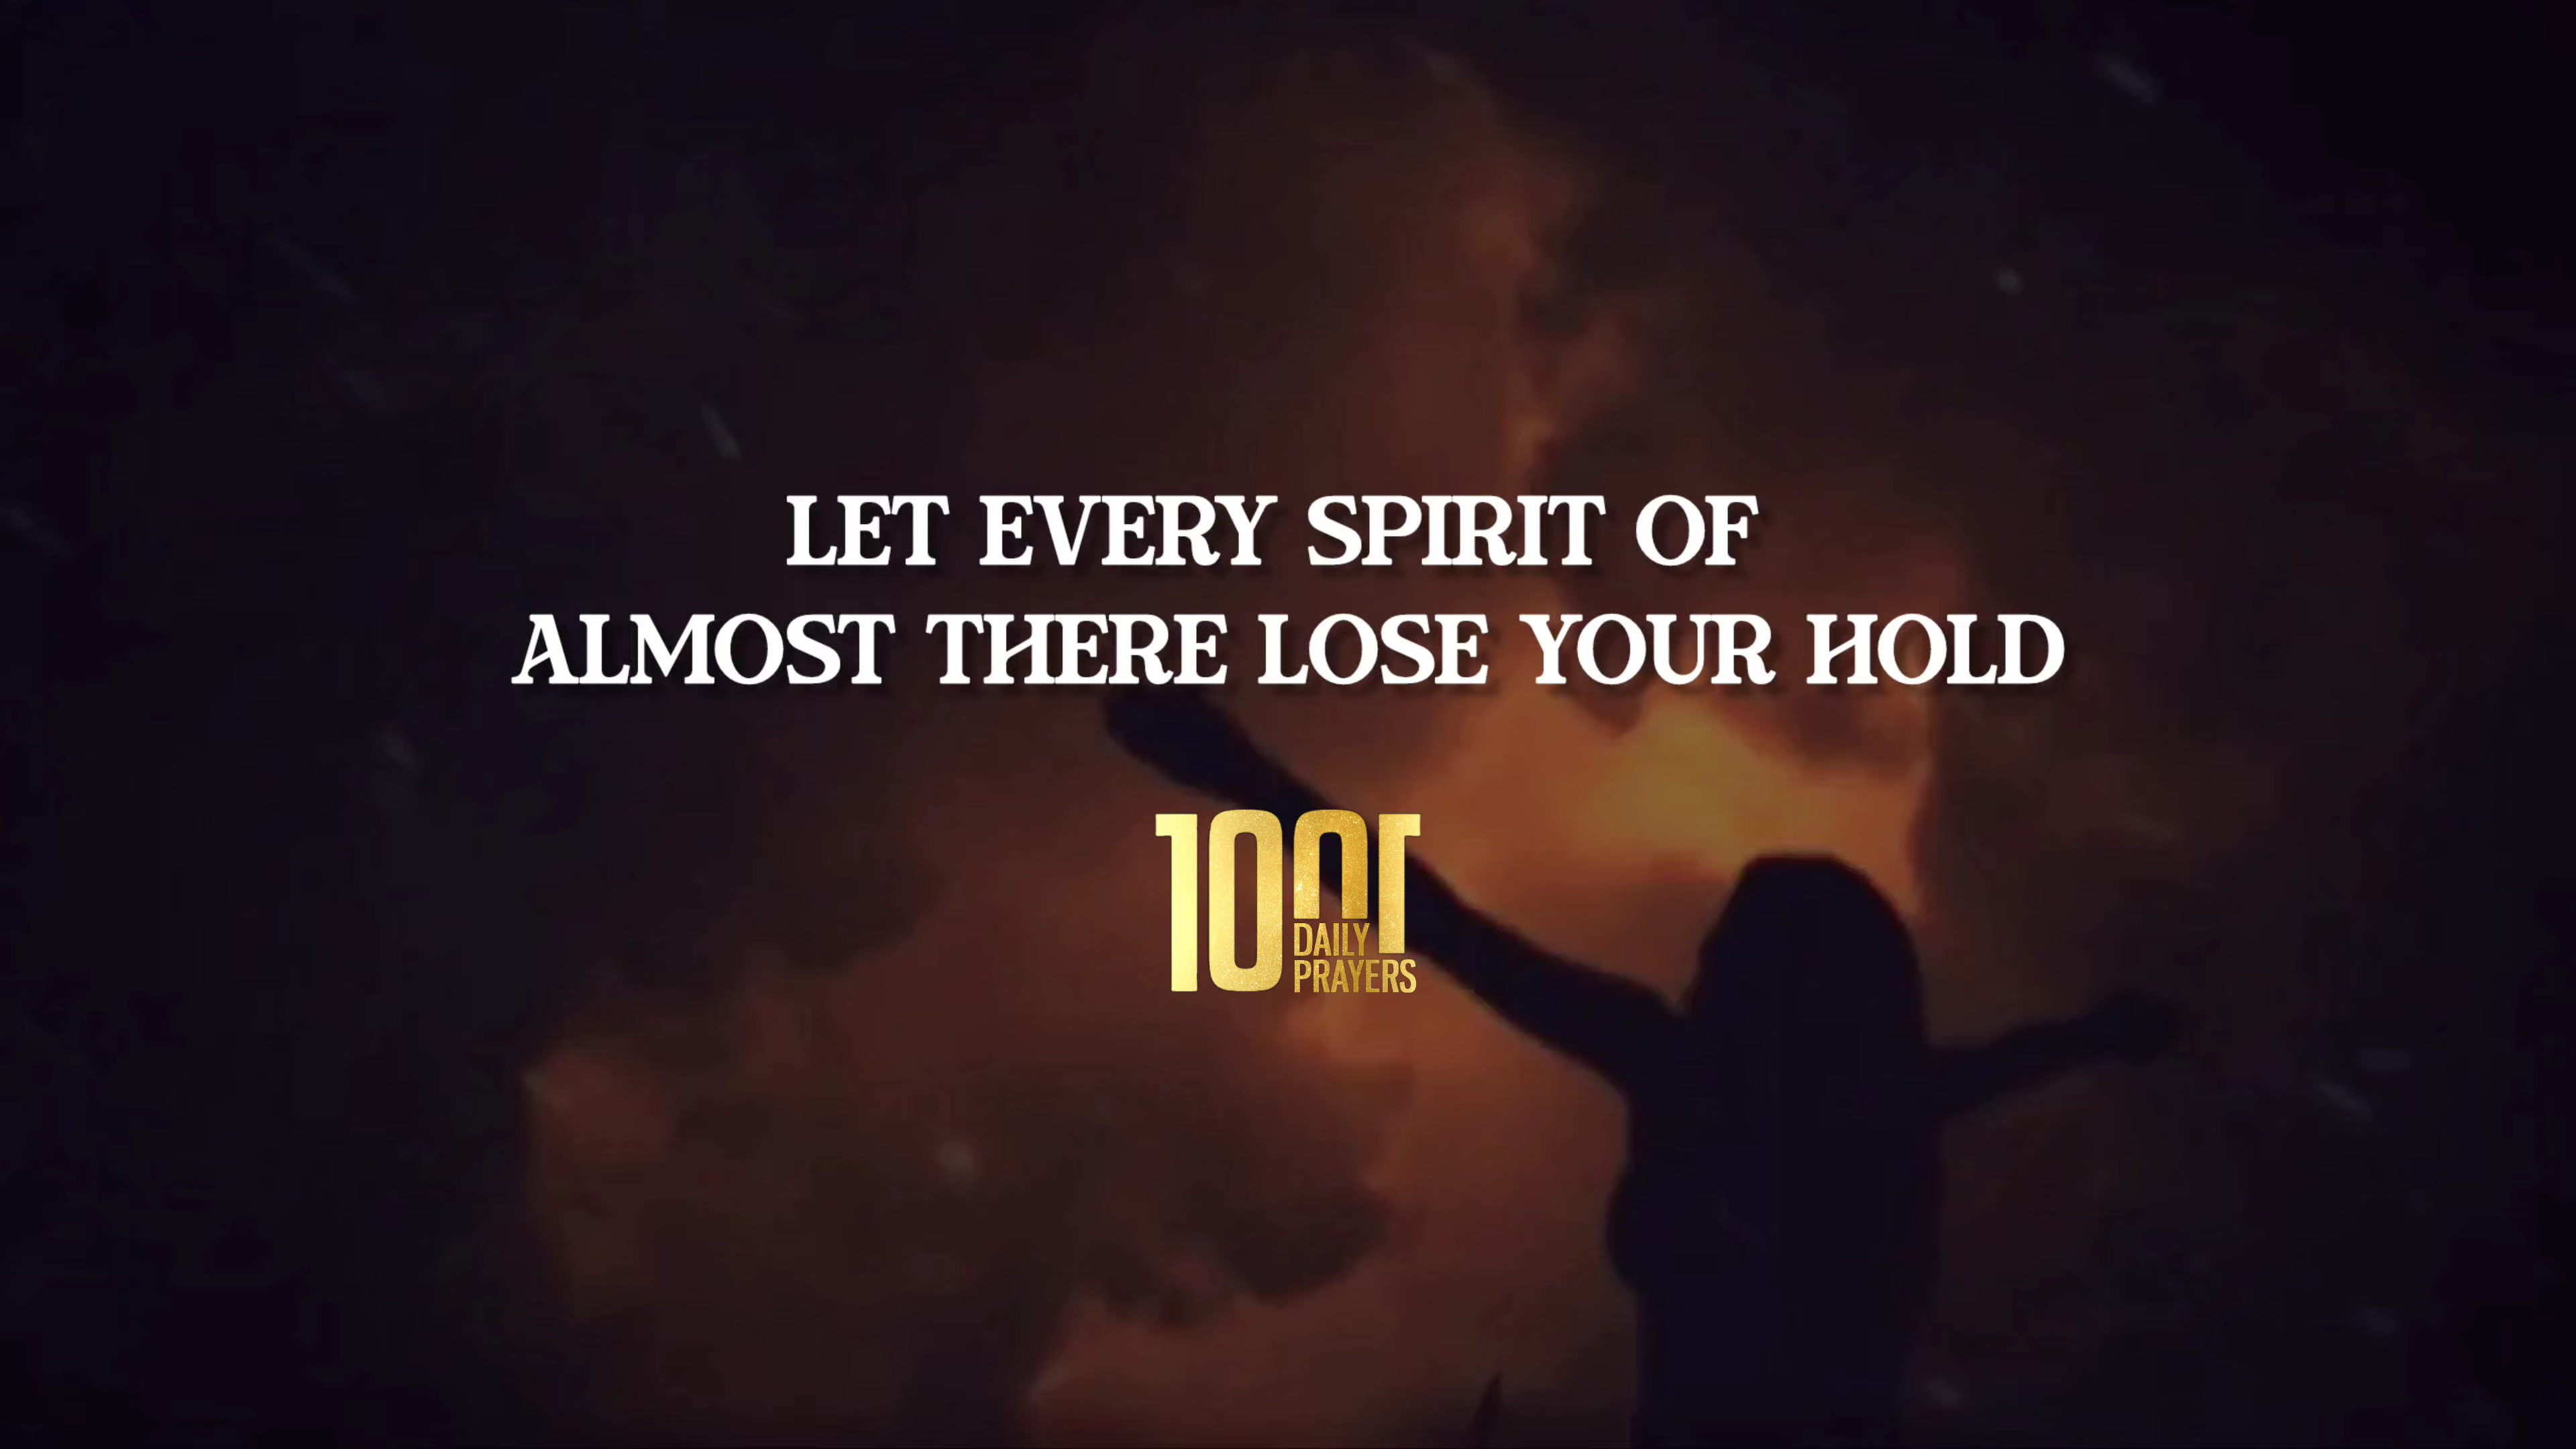 LET EVERY SPIRIT OF
ALMOST THERE LOSE YOUR HOLD
1001
DAILY
PRAYERS